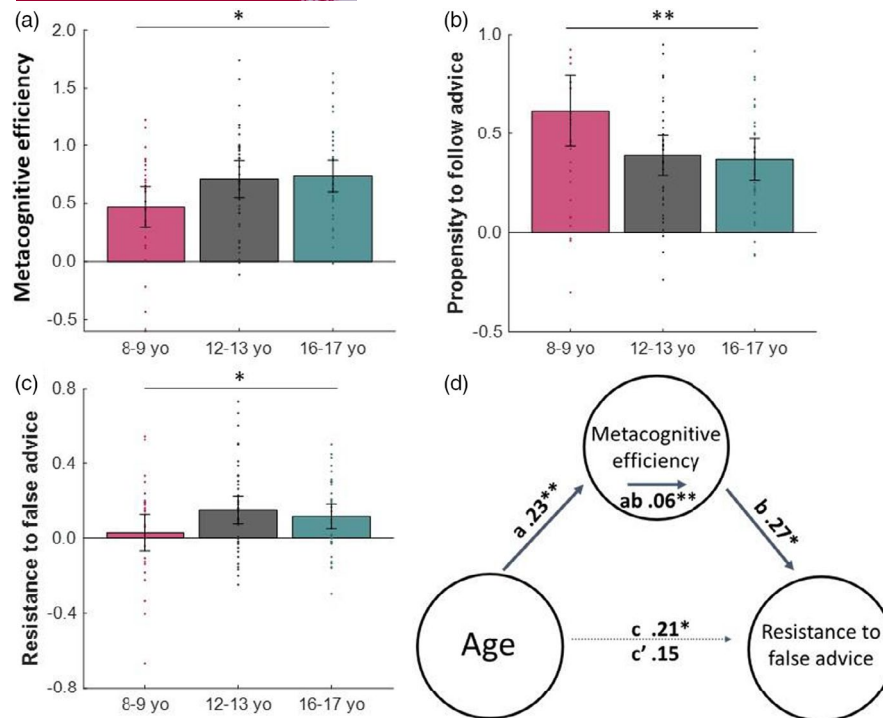 (a)
*
2.0
1.5
1.0
0.5
0.0
-0.5
Metacognitive efficiency
8-9 yo 12-13 yo 16-17 yo
(b)
**
1.0
0.5
0.0
-0.5
Propensity to follow advice
8-9 yo 12-13 yo 16-17 yo
(c)
*
0.8
0.4
0.0
-0.4
-0.8
Resistance to false advice
8-9 yo 12-13 yo 16-17 yo
(d)
Metacognitive
efficiency
ab .06**
a .23**
b .27*
Age
c .21*
c' .15
Resistance to
false advice